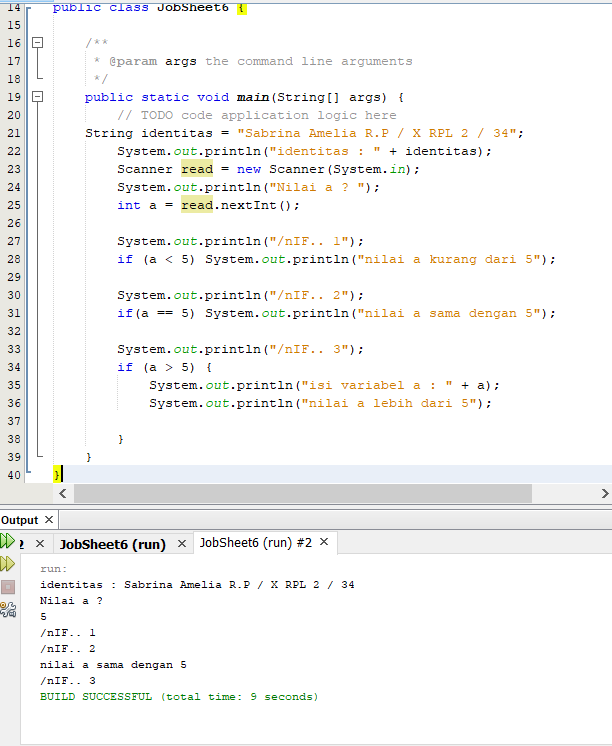 14 public class JobSheet6 {
15
16 /**
17 * @param args the command line arguments
18 */
19 public static void main(String[] args) {
20 // TODO code application logic here
21 String identitas = "Sabrina Amelia R.P / X RPL 2 / 34";
22 System.out.println("identitas : " + identitas);
23 Scanner read = new Scanner(System.in);
24 System.out.println("Nilai a ? ");
25 int a = read.nextInt();
26
27 System.out.println("/nIF.. 1");
28 if (a < 5) System.out.println("nilai a kurang dari 5");
29
30 System.out.println("/nIF.. 2");
31 if(a == 5) System.out.println("nilai a sama dengan 5");
32
33 System.out.println("/nIF.. 3");
34 if (a > 5) {
35 System.out.println("isi variabel a : " + a);
36 System.out.println("nilai a lebih dari 5");
37
38 }
39 }
40 }
Output ×
2 × JobSheet6 (run) × JobSheet6 (run) #2 ×
run:
identitas : Sabrina Amelia R.P / X RPL 2 / 34
Nilai a ?
5
/nIF.. 1
/nIF.. 2
nilai a sama dengan 5
/nIF.. 3
BUILD SUCCESSFUL (total time: 9 seconds)